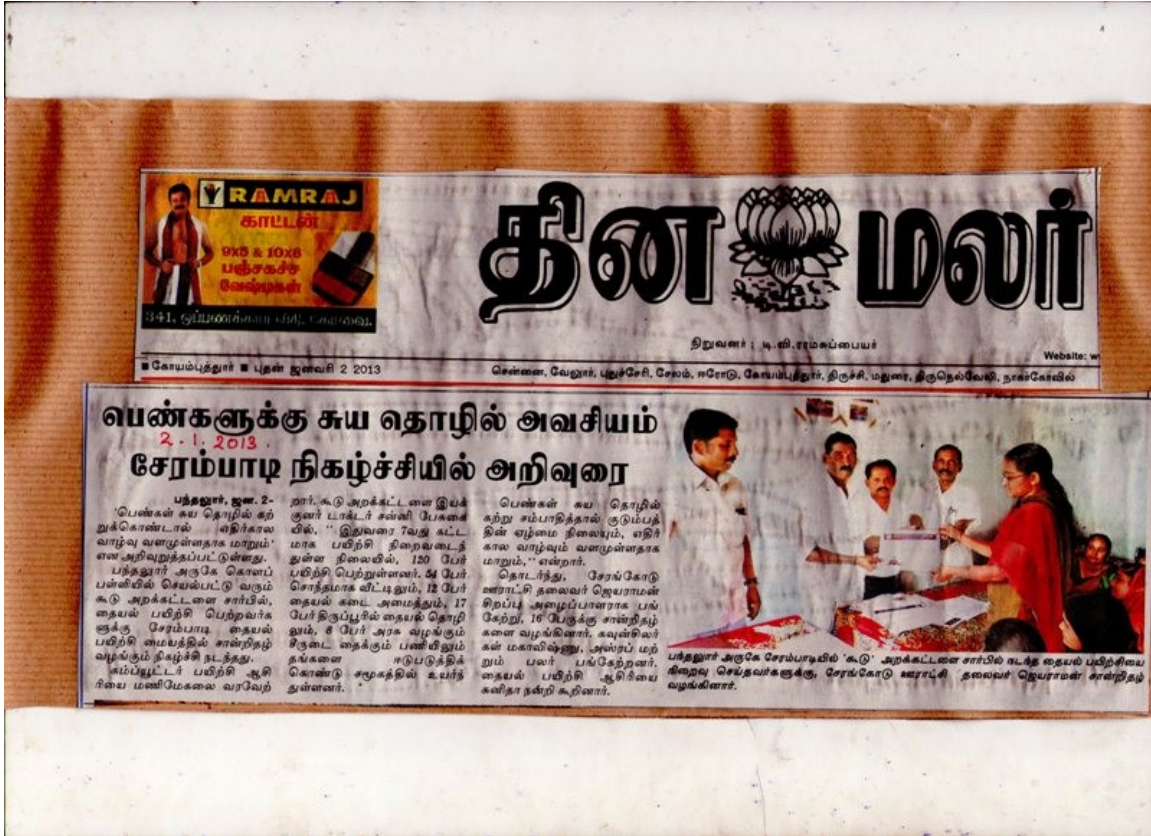 RAMRAJ
காட்டன்
9x5 & 10x8
பஞ்சகச்ச
வேஷ்டிகள்
341, ஒப்பணக்கார வீதி, கோவை.
தின மலர்
நிறுவனர் : டி.வி.ராமசுப்பையர்
Website: w
■ கோயம்புத்தூர் ■ புதன் ஜனவரி 2 2013
சென்னை, வேலூர், புதுச்சேரி, சேலம், ஈரோடு, கோயம்புத்தூர், திருச்சி, மதுரை, திருநெல்வேலி, நாகர்கோவில்
பெண்களுக்கு சுய தொழில் அவசியம்
2.1.2013.
சேரம்பாடி நிகழ்ச்சியில் அறிவுரை
பந்தலூர், ஜன. 2-
'பெண்கள் சுய தொழில் கற்
றுக்கொண்டால் எதிர்கால
வாழ்வு வளமுள்ளதாக மாறும்'
என அறிவுறுத்தப்பட்டுள்ளது.
பந்தலூர் அருகே கொளப்
பள்ளியில் செயல்பட்டு வரும்
கூடு அறக்கட்டளை சார்பில்,
தையல் பயிற்சி பெற்றவர்க
ளுக்கு சேரம்பாடி தையல்
பயிற்சி மையத்தில் சான்றிதழ்
வழங்கும் நிகழ்ச்சி நடந்தது.
கம்ப்யூட்டர் பயிற்சி ஆசி
ரியை மணிமேகலை வரவேற்
றார். கூடு அறக்கட்டளை இயக்
குனர் டாக்டர் சன்னி பேசுகை
யில், "இதுவரை 7வது கட்ட
மாக பயிற்சி நிறைவடைந்
துள்ள நிலையில், 120 பேர்
பயிற்சி பெற்றுள்ளனர். 54 பேர்
சொந்தமாக வீட்டிலும், 12 பேர்
தையல் கடை அமைத்தும், 17
பேர் திருப்பூரில் தையல் தொழி
லும், 8 பேர் அரசு வழங்கும்
சீருடை தைக்கும் பணியிலும்
தங்களை ஈடுபடுத்திக்
கொண்டு சமூகத்தில் உயர்ந்
துள்ளனர்.
பெண்கள் சுய தொழில்
கற்று சம்பாதித்தால் குடும்பத்
தின் ஏழ்மை நிலையும், எதிர்
கால வாழ்வும் வளமுள்ளதாக
மாறும்," என்றார்.
தொடர்ந்து, சேரங்கோடு
ஊராட்சி தலைவர் ஜெயராமன்
சிறப்பு அழைப்பாளராக பங்
கேற்று, 16 பேருக்கு சான்றிதழ்
களை வழங்கினார். கவுன்சிலர்
கள் மகாவிஷ்ணு, அஸ்ரப் மற்
றும் பலர் பங்கேற்றனர்.
தையல் பயிற்சி ஆசிரியை
சுனிதா நன்றி கூறினார்.
பந்தலூர் அருகே சேரம்பாடியில் 'கூடு' அறக்கட்டளை சார்பில் நடந்த தையல் பயிற்சியை
நிறைவு செய்தவர்களுக்கு, சேரங்கோடு ஊராட்சி தலைவர் ஜெயராமன் சான்றிதழ்
வழங்கினார்.